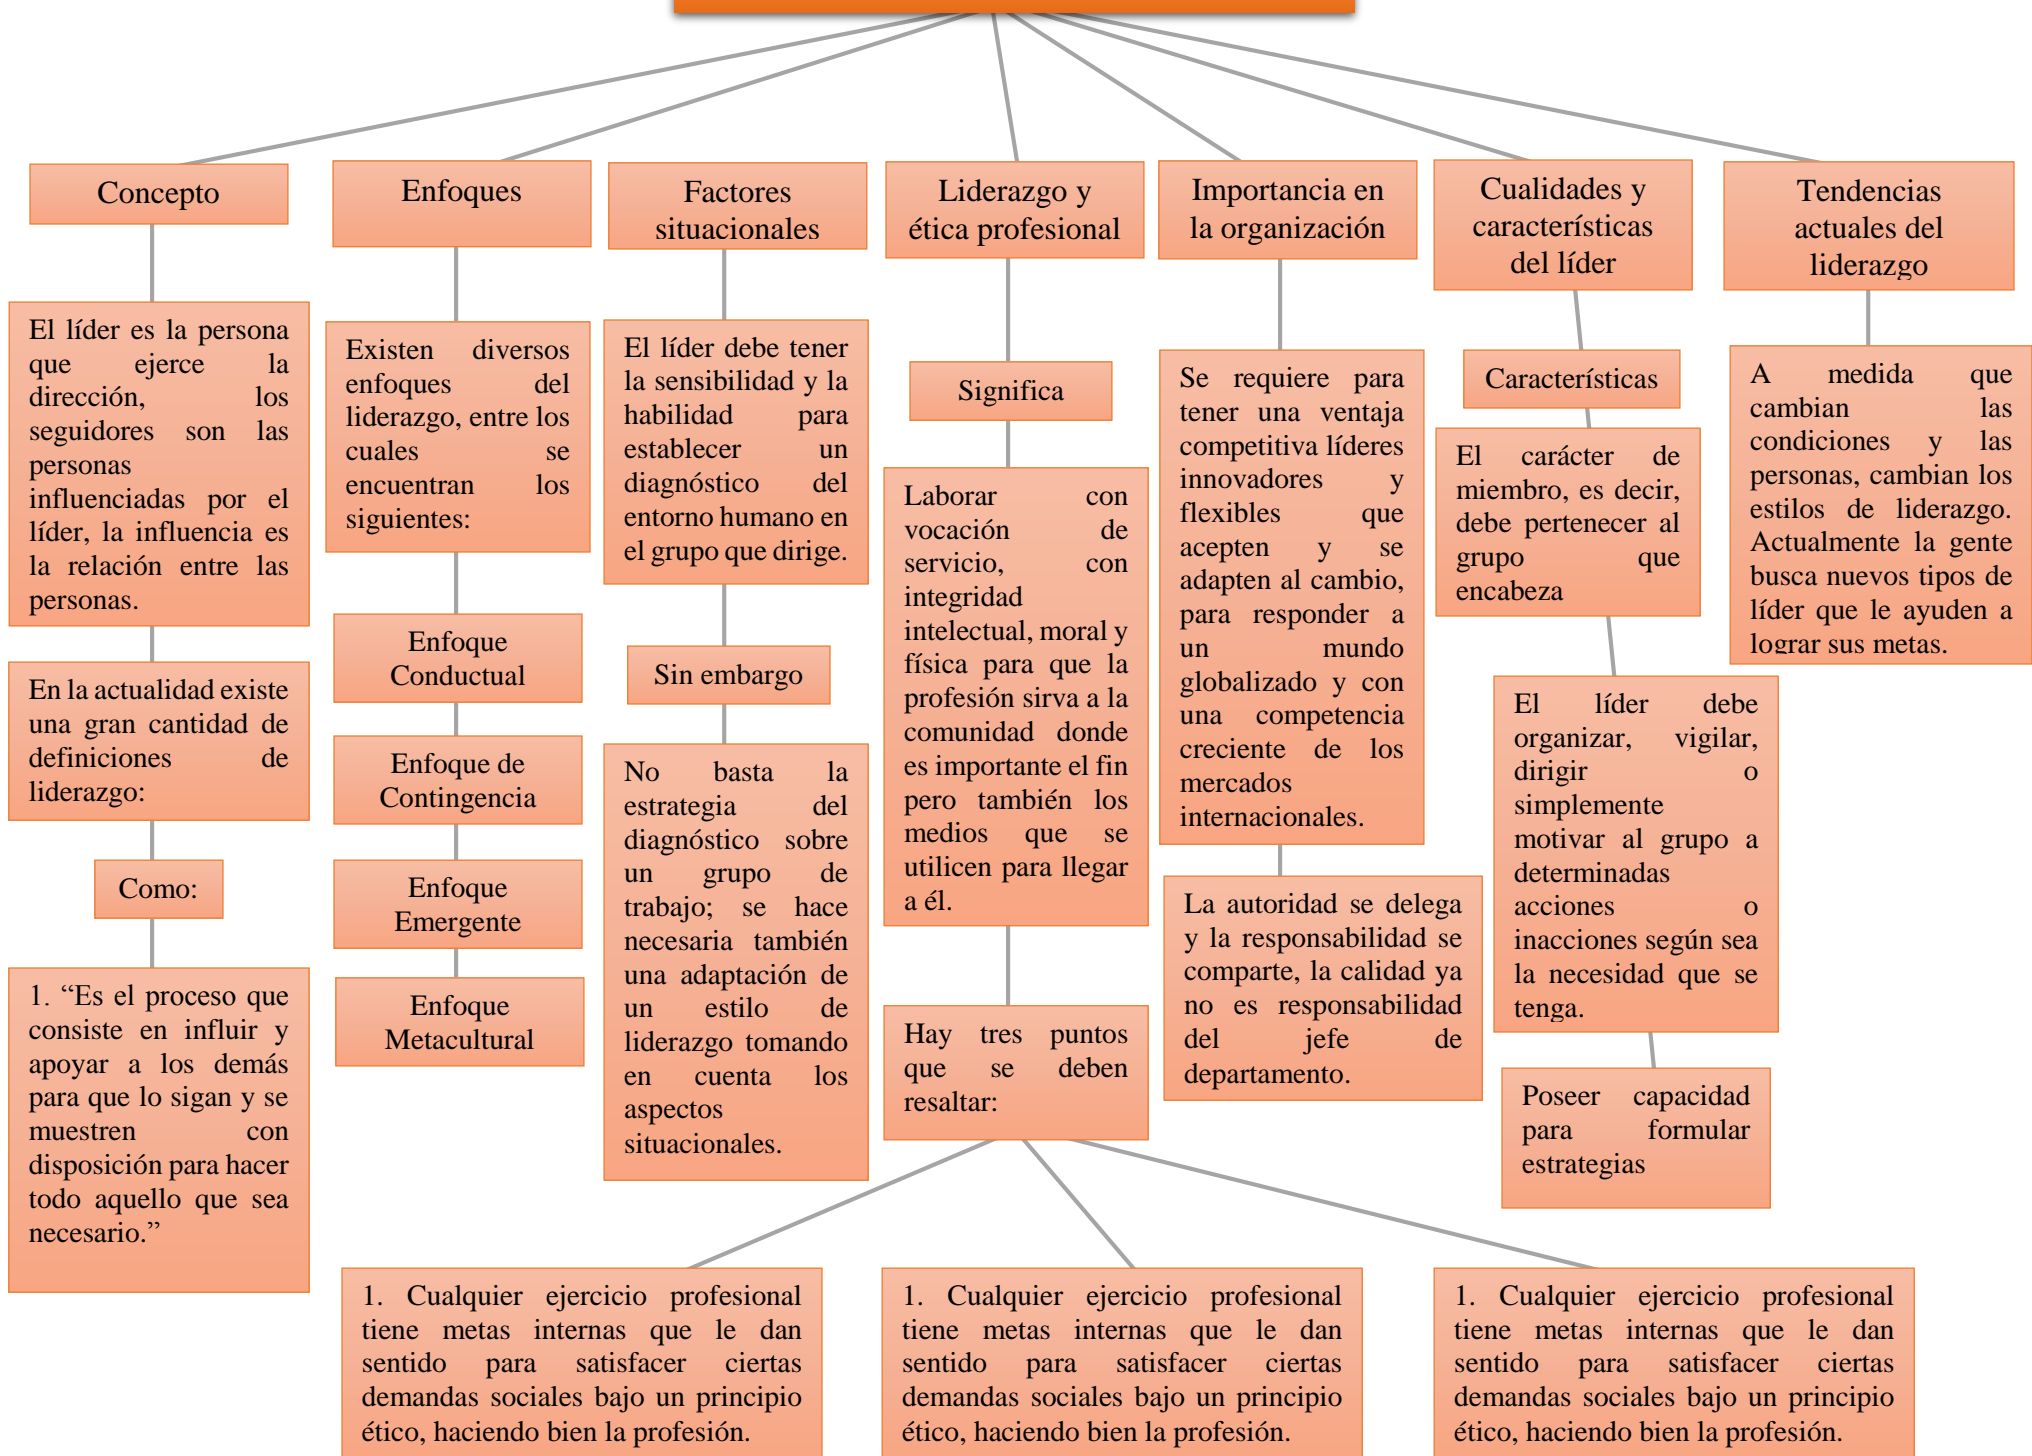 Concepto
Enfoques
Factores
situacionales
Liderazgo y
ética profesional
Importancia en
la organización
Cualidades y
características
del líder
Tendencias
actuales del
liderazgo
El líder es la persona
que ejerce la
dirección, los
seguidores son las
personas
influenciadas por el
líder, la influencia es
la relación entre las
personas.
En la actualidad existe
una gran cantidad de
definiciones de
liderazgo:
Como:
1. “Es el proceso que
consiste en influir y
apoyar a los demás
para que lo sigan y se
muestren con
disposición para hacer
todo aquello que sea
necesario.”
Existen diversos
enfoques del
liderazgo, entre los
cuales se
encuentran los
siguientes:
Enfoque
Conductual
Enfoque de
Contingencia
Enfoque
Emergente
Enfoque
Metacultural
El líder debe tener
la sensibilidad y la
habilidad para
establecer un
diagnóstico del
entorno humano en
el grupo que dirige.
Sin embargo
No basta la
estrategia del
diagnóstico sobre
un grupo de
trabajo; se hace
necesaria también
una adaptación de
un estilo de
liderazgo tomando
en cuenta los
aspectos
situacionales.
Significa
Laborar con
vocación de
servicio, con
integridad
intelectual, moral y
física para que la
profesión sirva a la
comunidad donde
es importante el fin
pero también los
medios que se
utilicen para llegar
a él.
Hay tres puntos
que se deben
resaltar:
Se requiere para
tener una ventaja
competitiva líderes
innovadores y
flexibles que
acepten y se
adapten al cambio,
para responder a
un mundo
globalizado y con
una competencia
creciente de los
mercados
internacionales.
La autoridad se delega
y la responsabilidad se
comparte, la calidad ya
no es responsabilidad
del jefe de
departamento.
Características
El carácter de
miembro, es decir,
debe pertenecer al
grupo que
encabeza
El líder debe
organizar, vigilar,
dirigir o
simplemente
motivar al grupo a
determinadas
acciones o
inacciones según sea
la necesidad que se
tenga.
Poseer capacidad
para formular
estrategias
A medida que
cambian las
condiciones y las
personas, cambian los
estilos de liderazgo.
Actualmente la gente
busca nuevos tipos de
líder que le ayuden a
lograr sus metas.
1. Cualquier ejercicio profesional
tiene metas internas que le dan
sentido para satisfacer ciertas
demandas sociales bajo un principio
ético, haciendo bien la profesión.
1. Cualquier ejercicio profesional
tiene metas internas que le dan
sentido para satisfacer ciertas
demandas sociales bajo un principio
ético, haciendo bien la profesión.
1. Cualquier ejercicio profesional
tiene metas internas que le dan
sentido para satisfacer ciertas
demandas sociales bajo un principio
ético, haciendo bien la profesión.